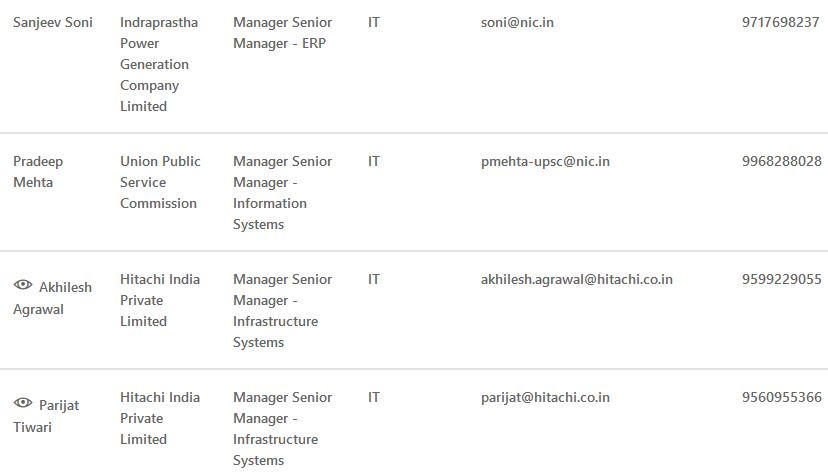 Sanjeev Soni Indraprastha Manager Senior IT soni@nic.in 9717698237
Power Manager - ERP
Generation
Company
Limited
Pradeep Union Public Manager Senior IT pmehta-upsc@nic.in 9968288028
Mehta Service Manager -
Commission Information
Systems
Akhilesh Hitachi India Manager Senior IT akhilesh.agrawal@hitachi.co.in 9599229055
Agrawal Private Manager -
Limited Infrastructure
Systems
Parijat Hitachi India Manager Senior IT parijat@hitachi.co.in 9560955366
Tiwari Private Manager -
Limited Infrastructure
Systems